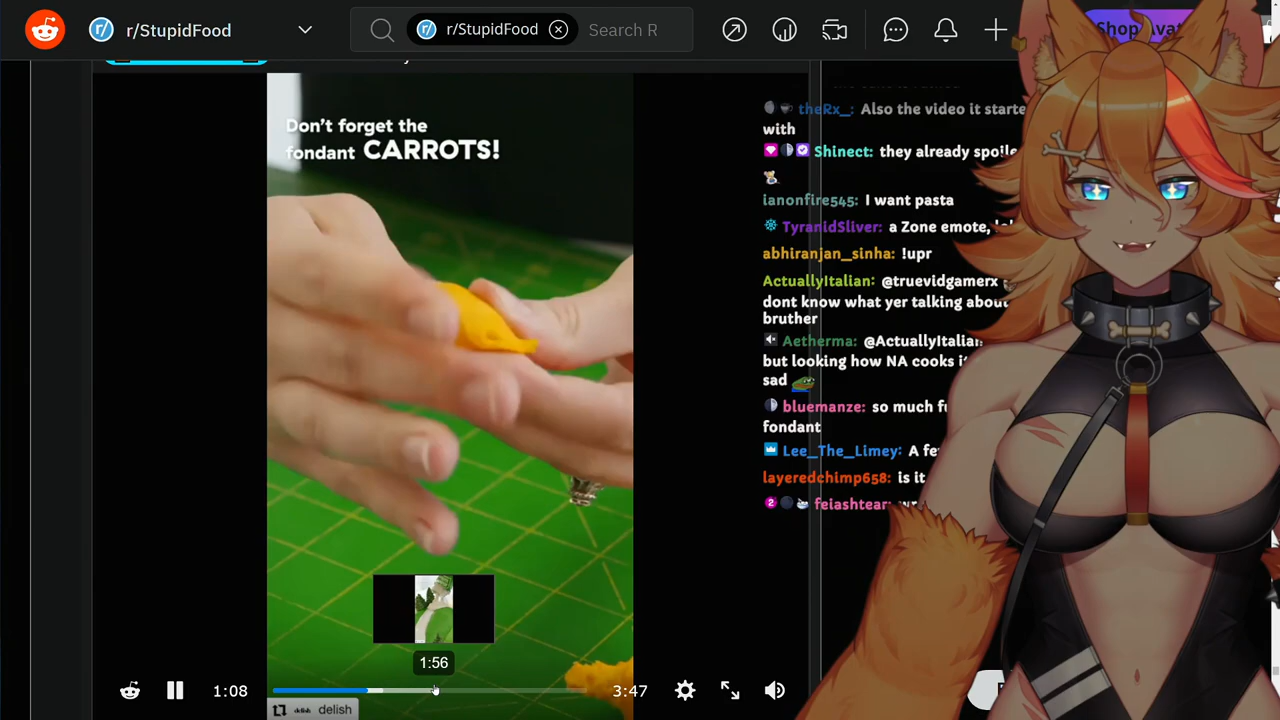 r/StupidFood
r/StupidFood
Search R
Shop
Don't forget the
fondant CARROTS!
theRx_: Also the video it starte
with
Shinect: they already spoile
ianonfire545: I want pasta
TyranidSliver: a Zone emote,
abhiranjan_sinha: !upr
ActuallyItalian: @truevidgamerx
dont know what yer talking about
bruther
Aetherma: @ActuallyItalian
but looking how NA cooks
sad
bluemanze: so much
fondant
Lee_The_Limey: A
layeredchimp658: is it
feiashtear:
1:56
1:08
3:47
delish